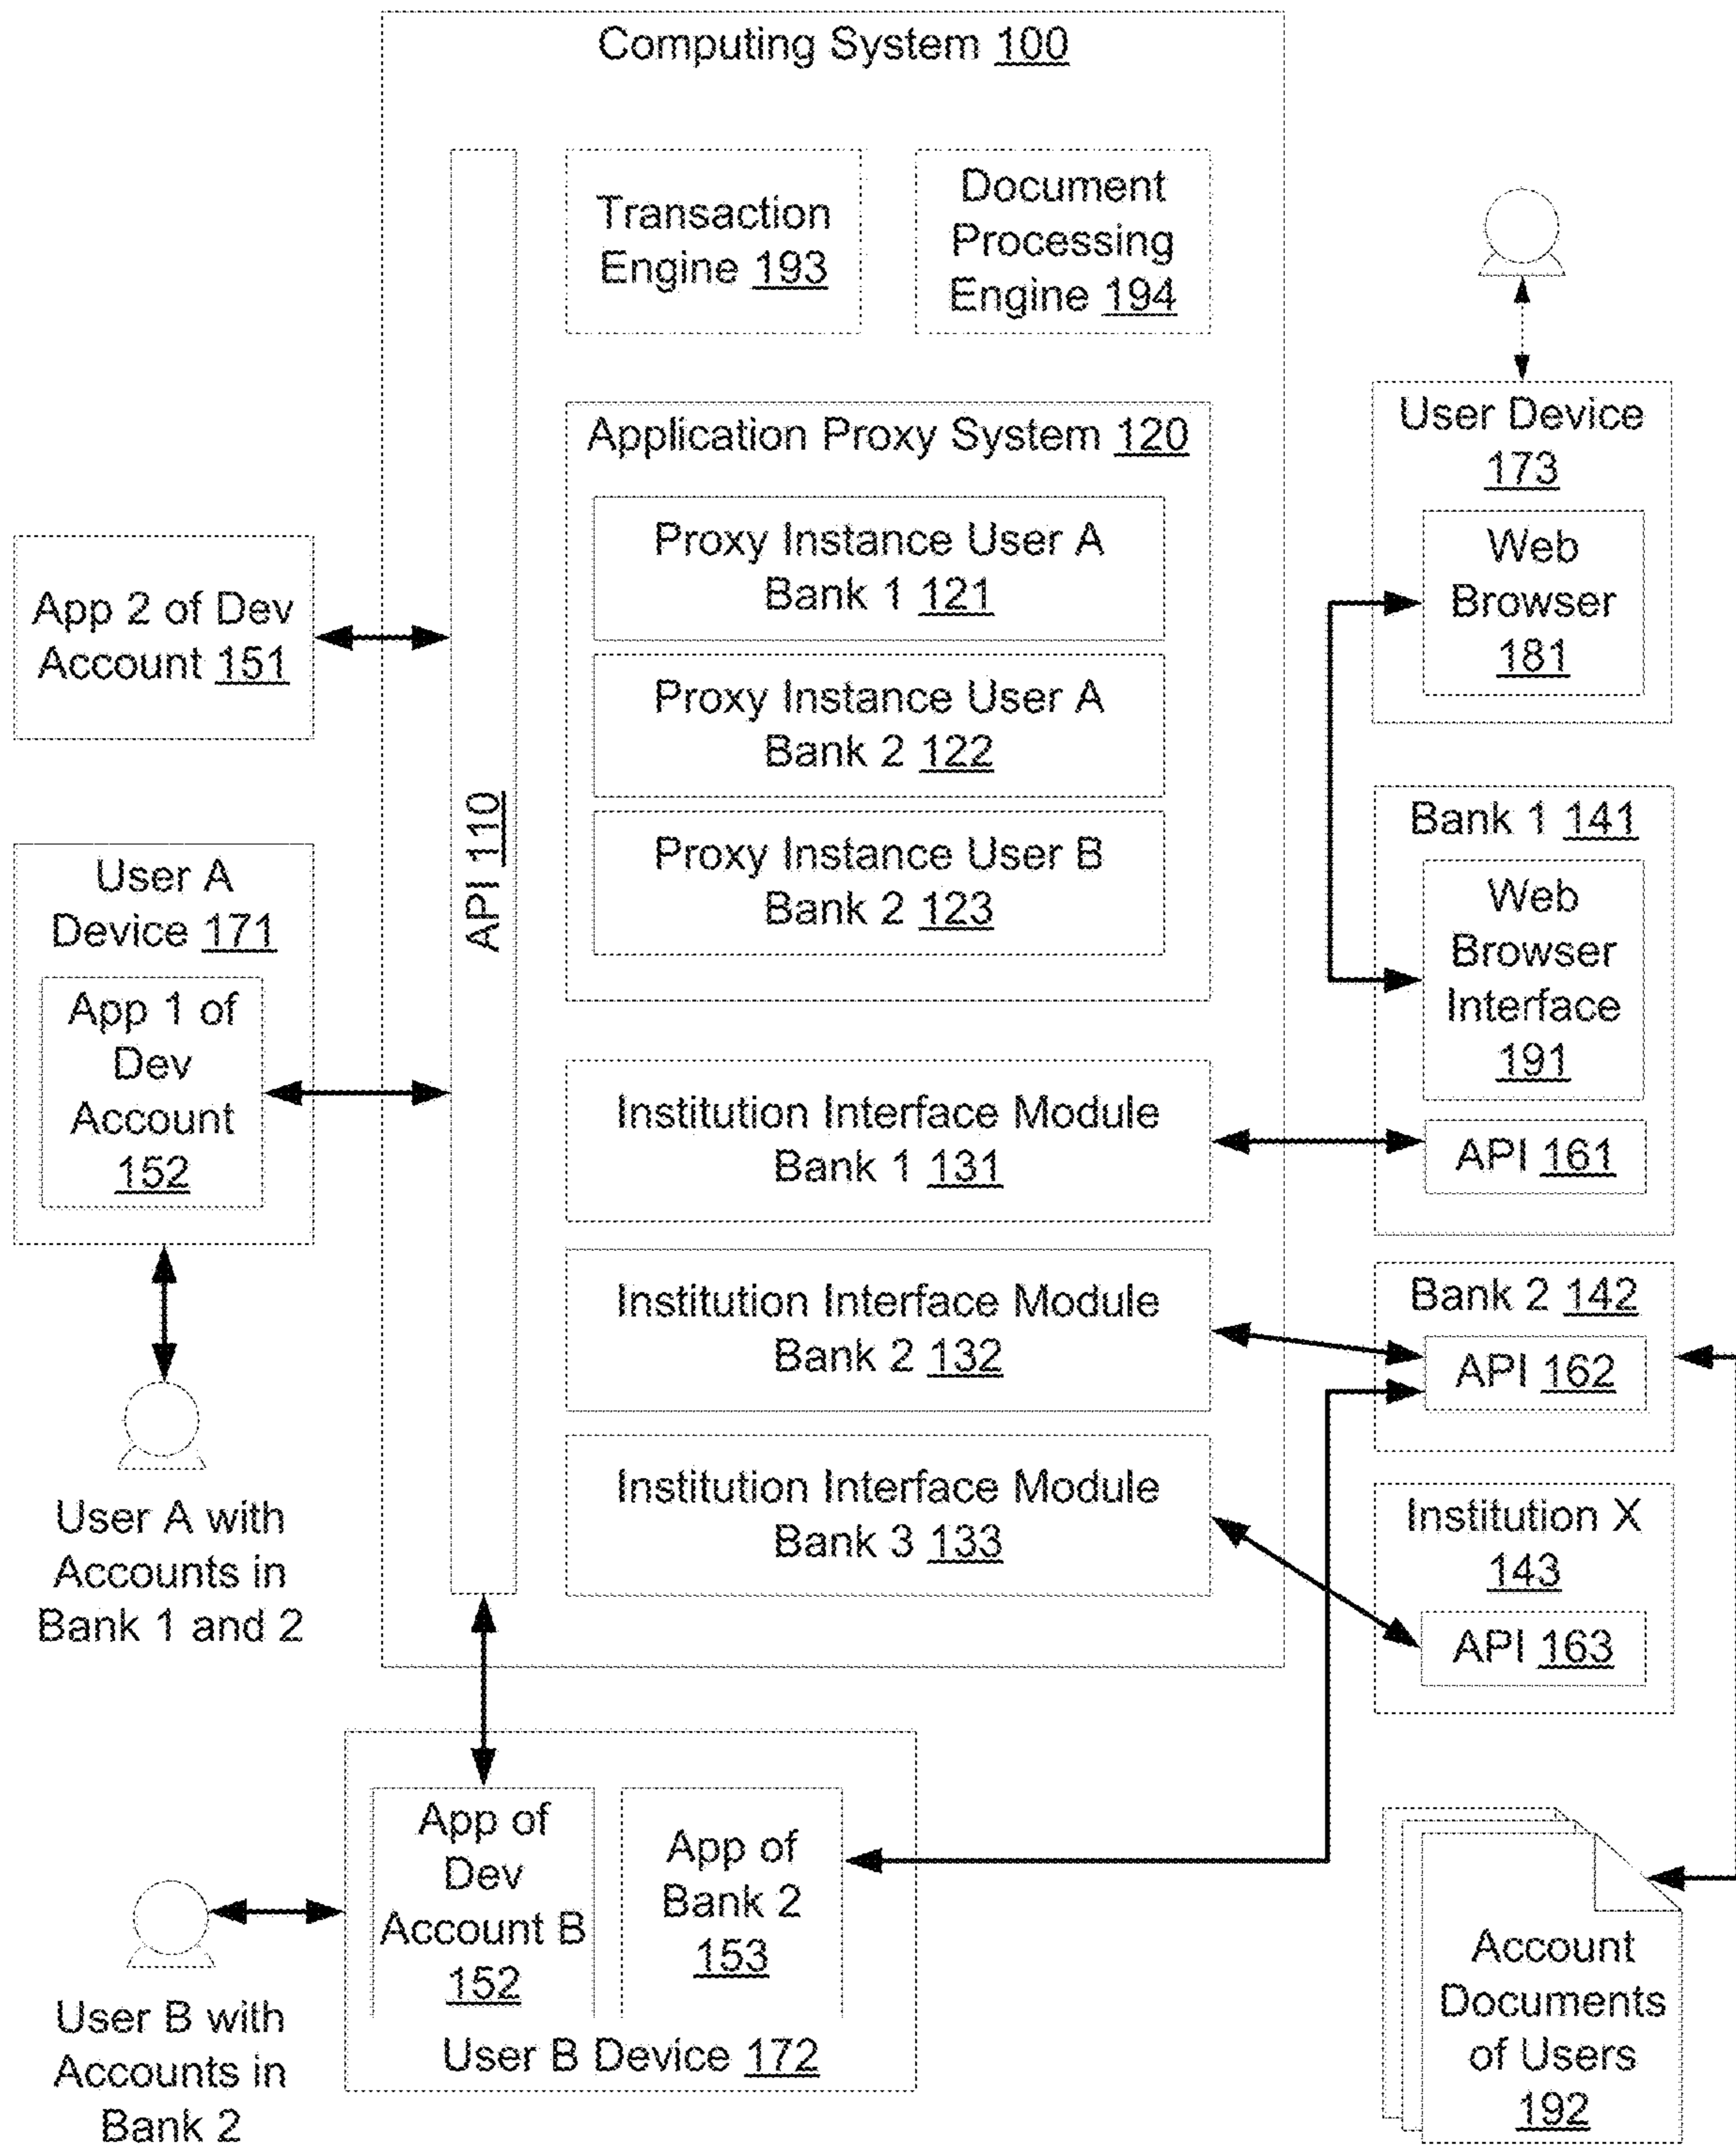 Computing System 100
Transaction
Engine 193
Document
Processing
Engine 194
Application Proxy System 120
Proxy Instance User A
Bank 1 121
Proxy Instance User A
Bank 2 122
Proxy Instance User B
Bank 2 123
API 110
App 2 of Dev
Account 151
User A
Device 171
App 1 of
Dev
Account
152
User A with
Accounts in
Bank 1 and 2
Institution Interface Module
Bank 1 131
Institution Interface Module
Bank 2 132
Institution Interface Module
Bank 3 133
User Device
173
Web
Browser
181
Bank 1 141
Web
Browser
Interface
191
API 161
Bank 2 142
API 162
Institution X
143
API 163
App of
Dev
Account B
152
App of
Bank 2
153
User B Device 172
User B with
Accounts in
Bank 2
Account
Documents
of Users
192